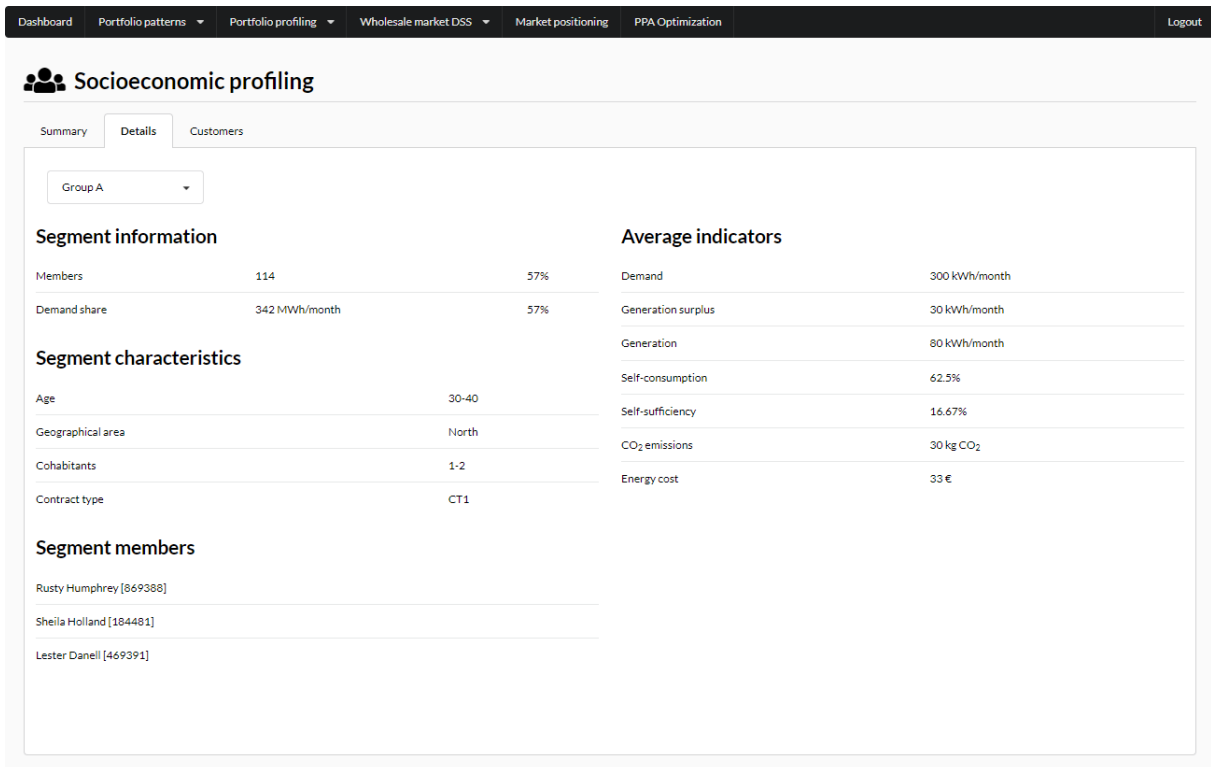 Dashboard Portfolio patterns Portfolio profiling Wholesale market DSS Market positioning PPA Optimization Logout
Socioeconomic profiling
Summary Details Customers
Group A
Segment information
Members 114 57%
Demand share 342 MWh/month 57%
Segment characteristics
Age 30-40
Geographical area North
Cohabitants 1-2
Contract type CT1
Segment members
Rusty Humphrey [869388]
Sheila Holland [184481]
Lester Danell [469391]
Average indicators
Demand 300 kWh/month
Generation surplus 30 kWh/month
Generation 80 kWh/month
Self-consumption 62.5%
Self-sufficiency 16.67%
CO₂ emissions 30 kg CO₂
Energy cost 33 €